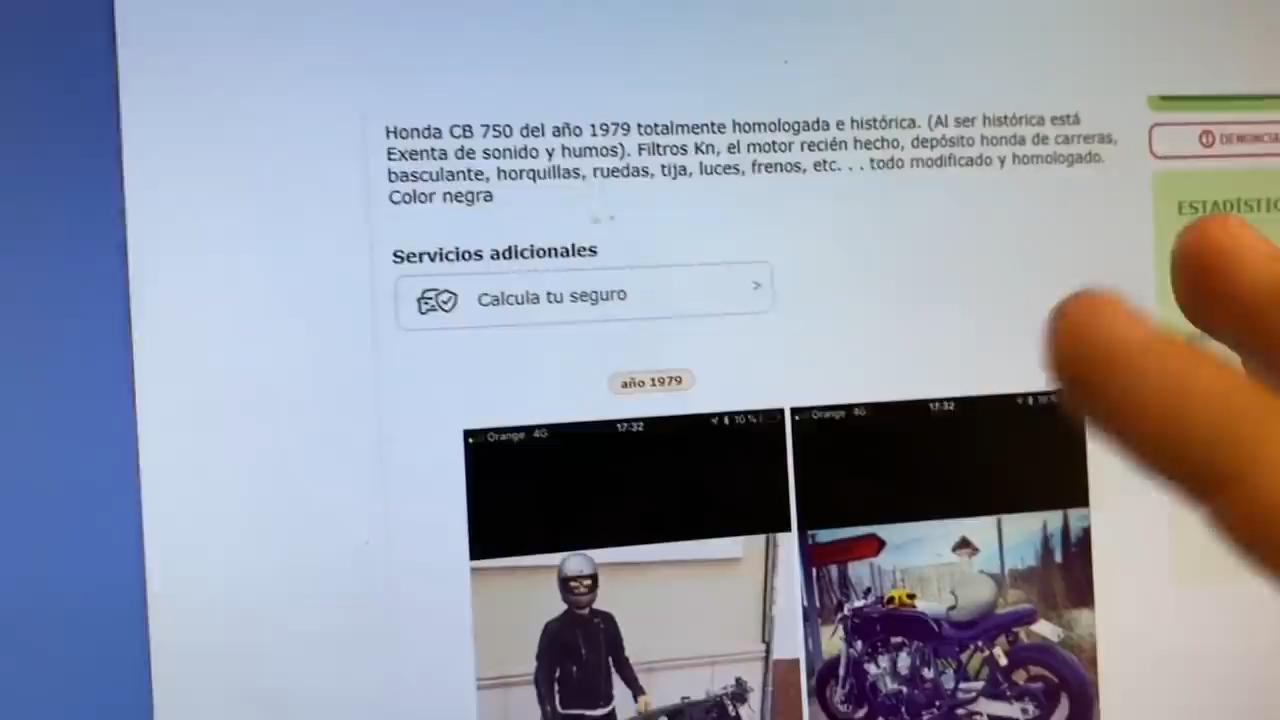 Honda CB 750 del año 1979 totalmente homologada e histórica. (Al ser histórica está
Exenta de sonido y humos). Filtros Kn, el motor recién hecho, depósito honda de carreras,
basculante, horquillas, ruedas, tija, luces, frenos, etc. . . todo modificado y homologado.
Color negra
Servicios adicionales
Calcula tu seguro >
año 1979
Orange 4G 17:32 10 %
Orange 4G 17:32